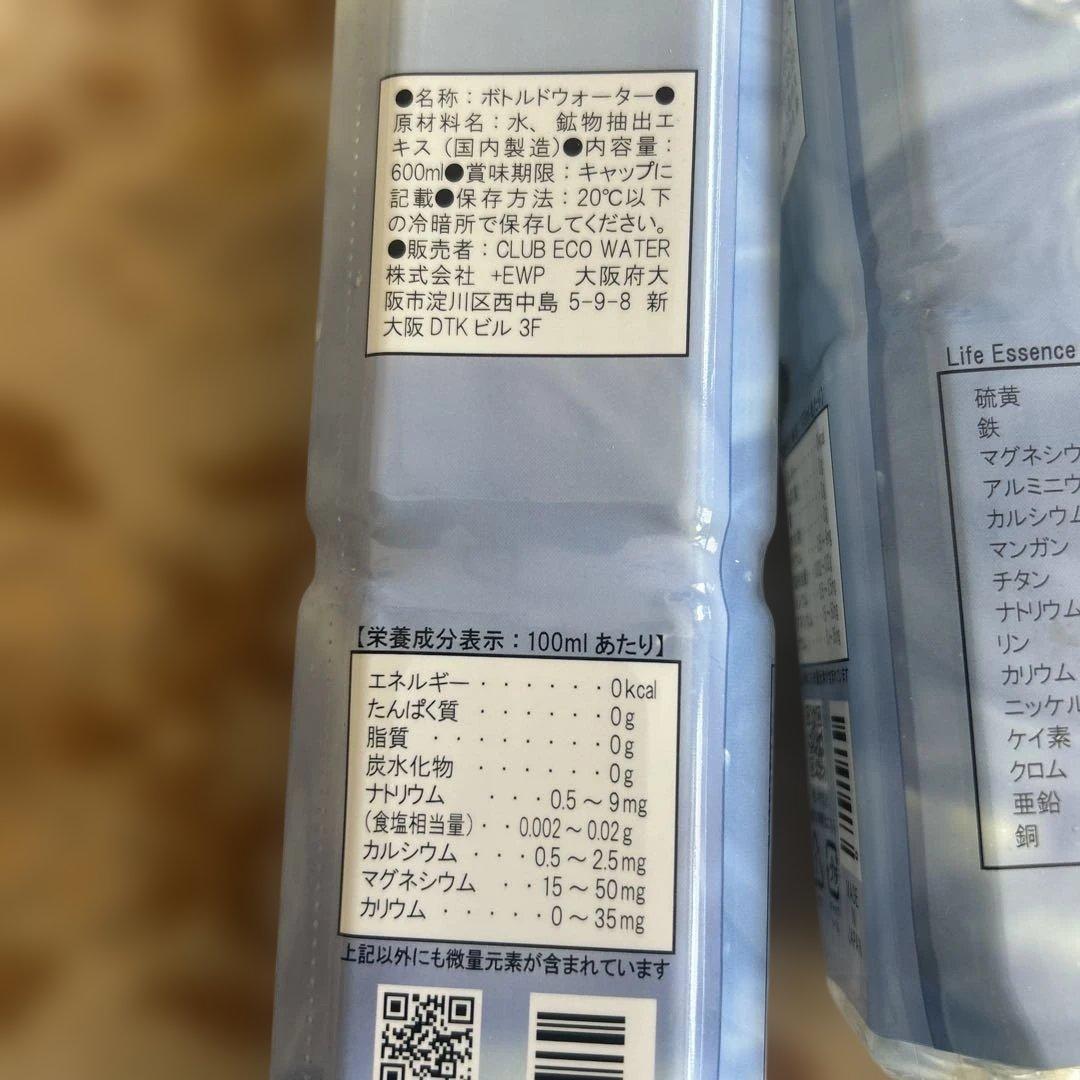 ●名称：ボトルドウォーター●
原材料名：水、鉱物抽出エ
キス（国内製造）●内容量：
600ml●賞味期限：キャップに
記載●保存方法：20℃以下
の冷暗所で保存してください。
●販売者：CLUB ECO WATER
株式会社 +EWP 大阪府大
阪市淀川区西中島 5-9-8 新
大阪 DTK ビル 3F
【栄養成分表示：100ml あたり】
エネルギー・・・・・・0kcal
たんぱく質・・・・・・0g
脂質・・・・・・・・0g
炭水化物・・・・・・0g
ナトリウム・・・0.5～9mg
（食塩相当量）・・0.002～0.02g
カルシウム・・・0.5～2.5mg
マグネシウム・・15～50mg
カリウム・・・・・0～35mg
上記以外にも微量元素が含まれています
Life Essence
硫黄
鉄
マグネシウ
アルミニウ
カルシウム
マンガン
チタン
ナトリウム
リン
カリウム
ニッケル
ケイ素
クロム
亜鉛
銅
MADE IN JAPAN